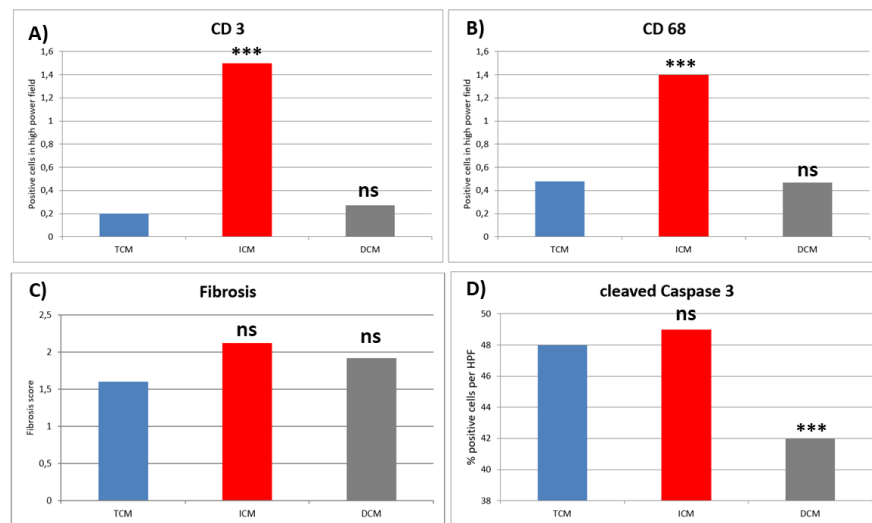 A)
CD 3
Positive cells in high power field
1,6
1,4
1,2
1
0,8
0,6
0,4
0,2
0
***
ns
TCM ICM DCM
B)
CD 68
Positive cells in high power field
1,6
1,4
1,2
1
0,8
0,6
0,4
0,2
0
***
ns
TCM ICM DCM
C)
Fibrosis
Fibrosis score
2,5
2
1,5
1
0,5
0
ns
ns
TCM ICM DCM
D)
cleaved Caspase 3
% positive cells per HPF
50
48
46
44
42
40
38
ns
***
TCM ICM DCM